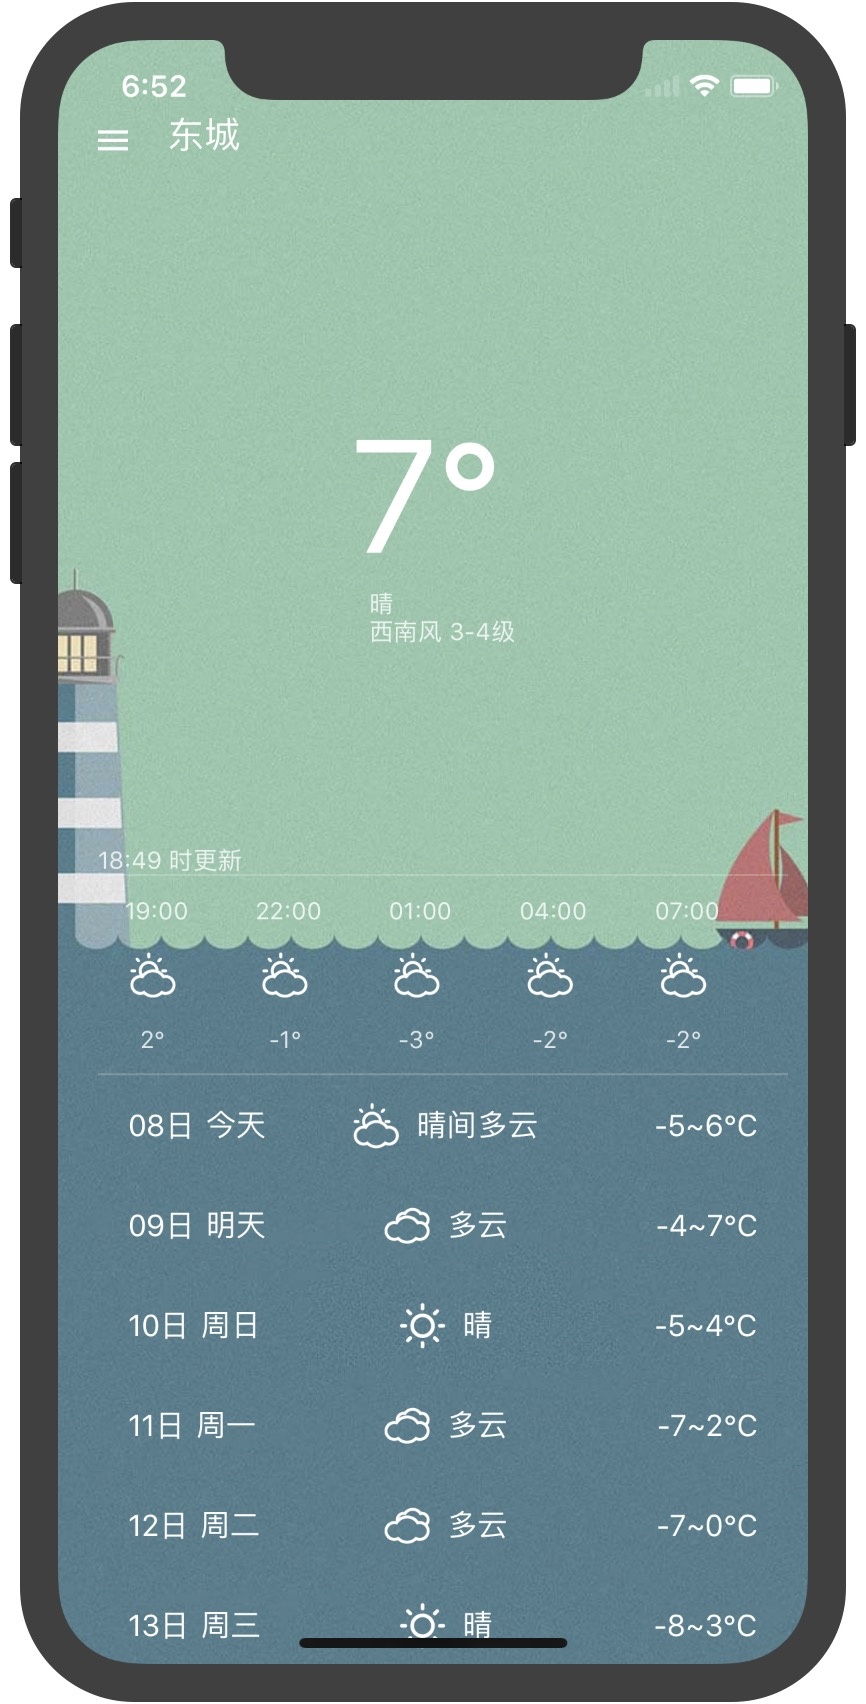 6:52
东城
7°
晴
西南风 3-4级
18:49 时更新
19:00 22:00 01:00 04:00 07:00
2° -1° -3° -2° -2°
08日 今天 晴间多云 -5~6°C
09日 明天 多云 -4~7°C
10日 周日 晴 -5~4°C
11日 周一 多云 -7~2°C
12日 周二 多云 -7~0°C
13日 周三 晴 -8~3°C